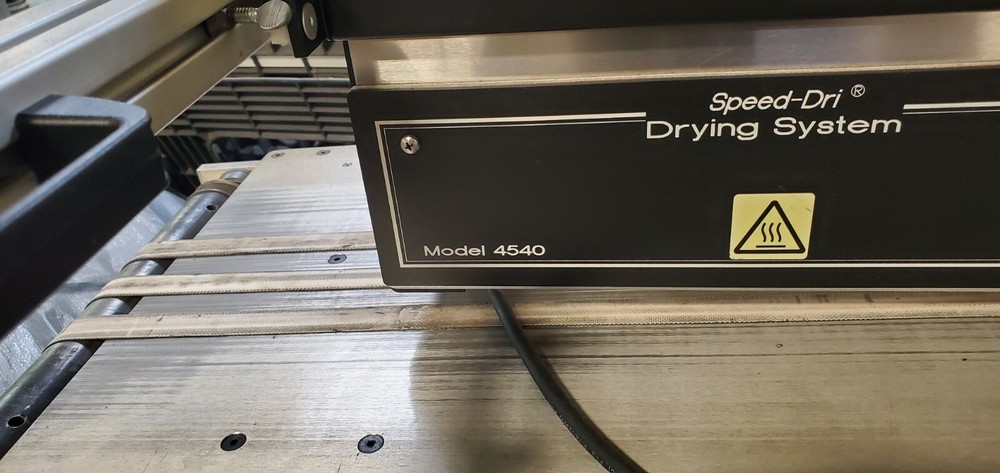 Speed-Dri ®
Drying System
Model 4540